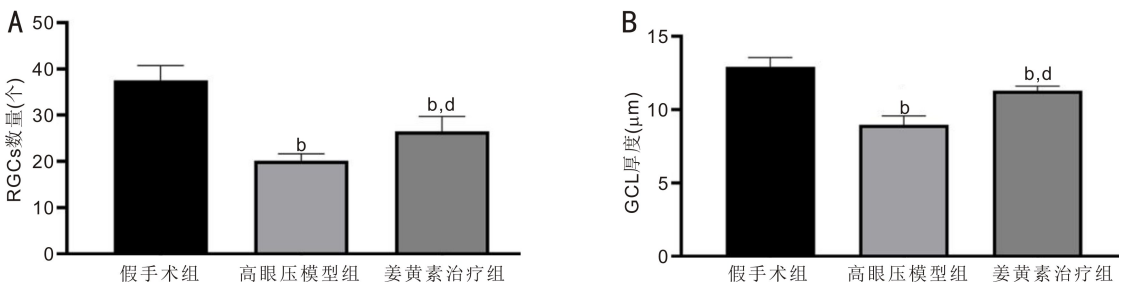 A
50
40
30
20
10
0
RGCs数量(个)
b
b,d
假手术组 高眼压模型组 姜黄素治疗组
B
15
10
5
0
GCL厚度(μm)
b
b,d
假手术组 高眼压模型组 姜黄素治疗组